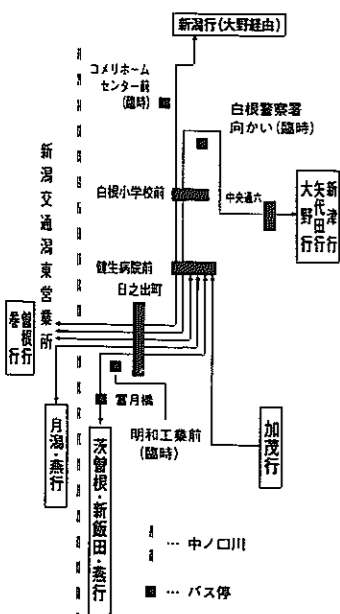 新潟行(大野経由)
コメリホーム
センター前
(臨時)
白根警察署
向かい(臨時)
新潟交通潟東営業所
白根小学校前
中央通六
新津行
矢代田行
大野行
健生病院前
日之出町
曽根行
巻行
冨月橋
明和工業前
(臨時)
加茂行
月潟・燕行
茨曽根・新飯田・燕行
… 中ノ口川
… バス停